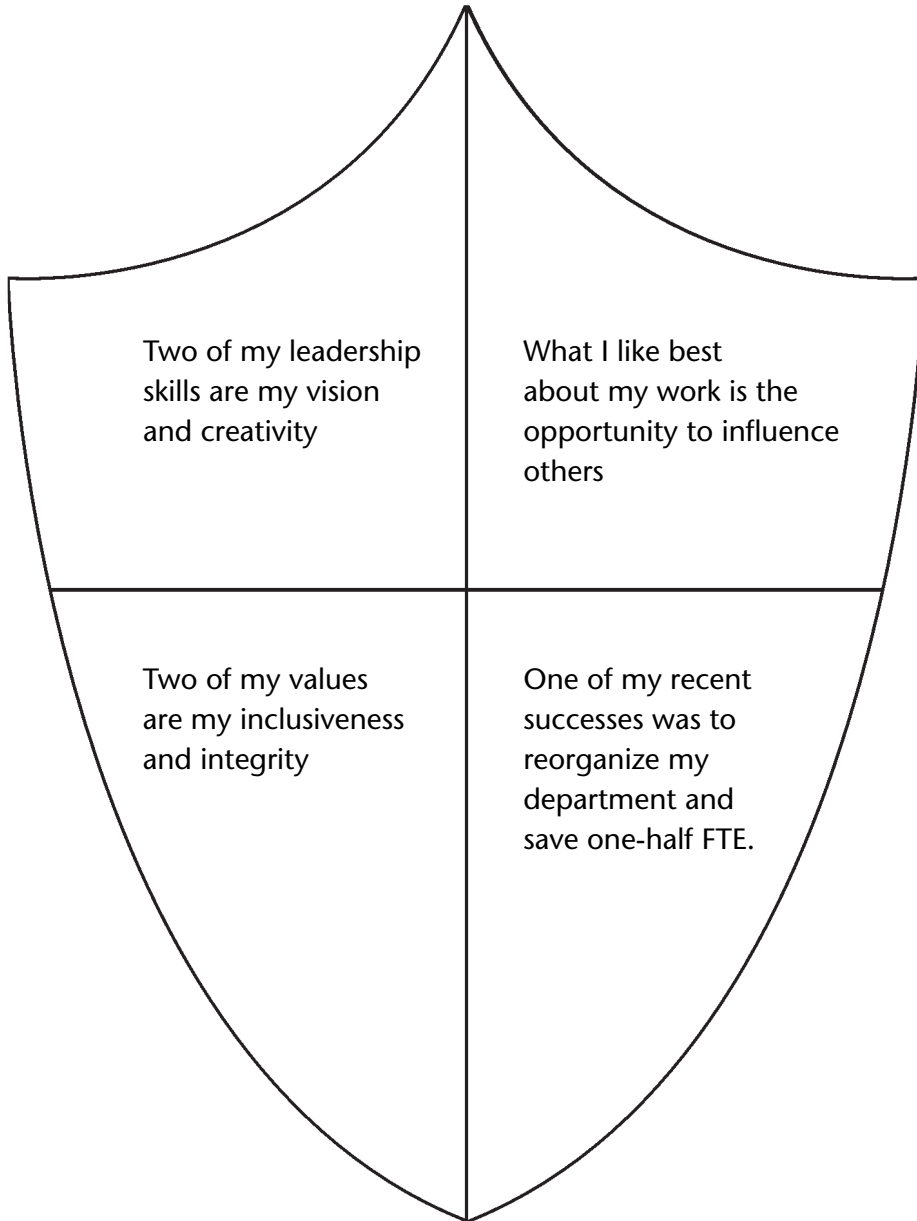 Two of my leadership
skills are my vision
and creativity
What I like best
about my work is the
opportunity to influence
others
Two of my values
are my inclusiveness
and integrity
One of my recent
successes was to
reorganize my
department and
save one-half FTE.